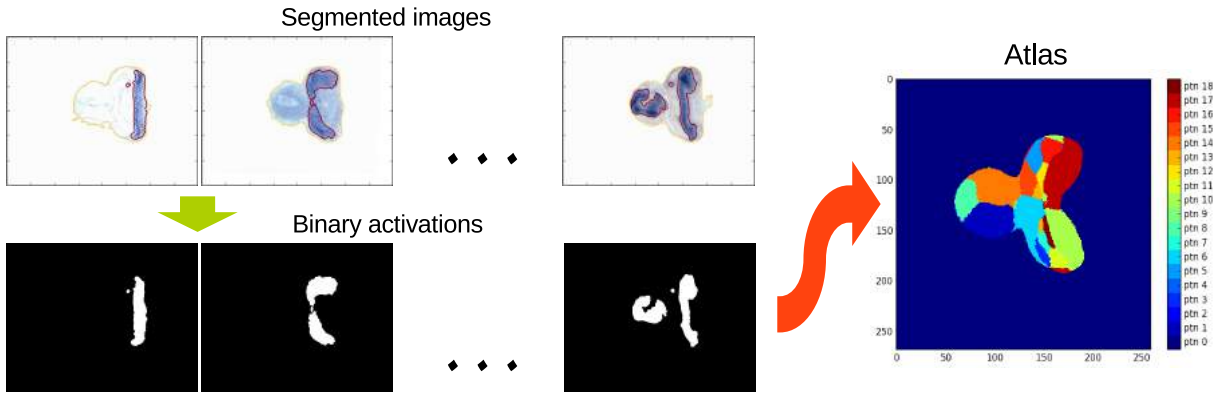 Segmented images
Binary activations
Atlas
0
50
100
150
200
250
0
50
100
150
200
250
ptn 18
ptn 17
ptn 16
ptn 15
ptn 14
ptn 13
ptn 12
ptn 11
ptn 10
ptn 9
ptn 8
ptn 7
ptn 6
ptn 5
ptn 4
ptn 3
ptn 2
ptn 1
ptn 0